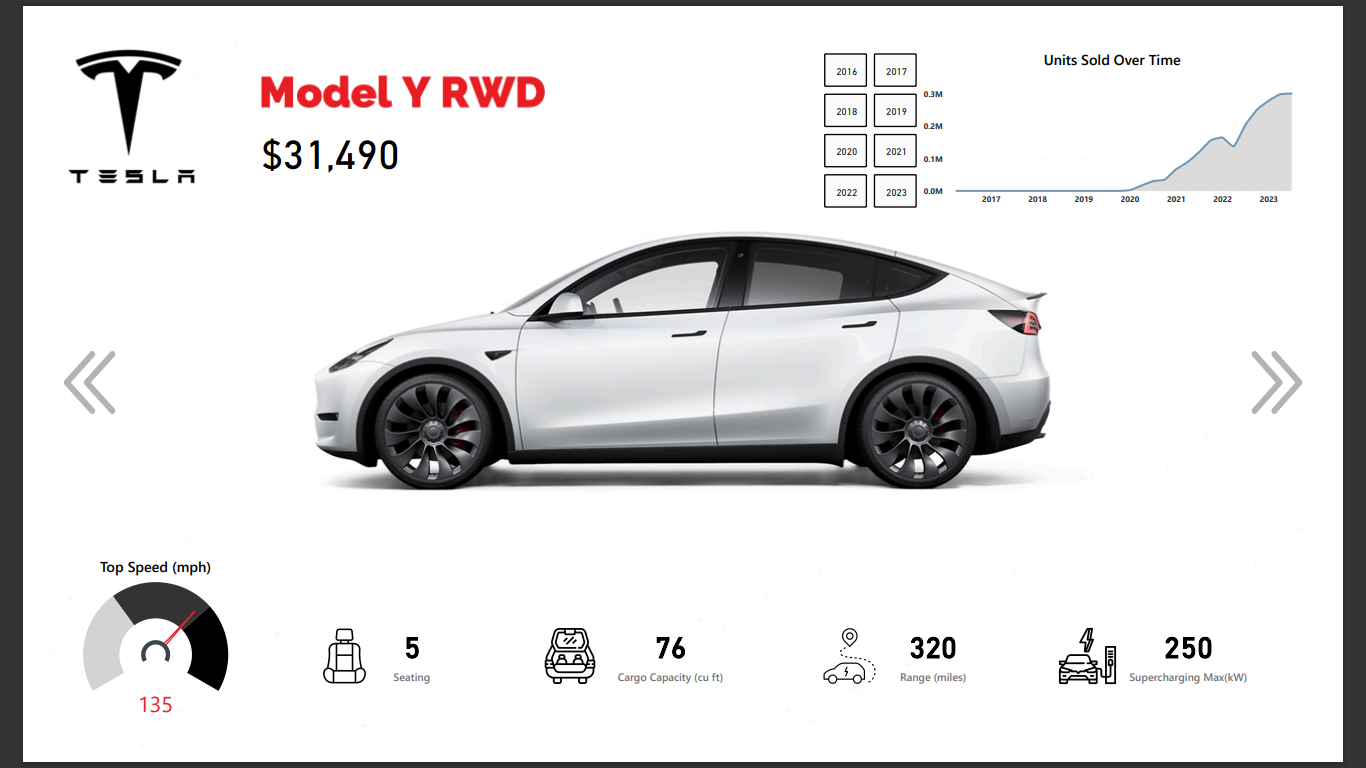 TESLA
Model Y RWD
$31,490
2016 2017
2018 2019
2020 2021
2022 2023
Units Sold Over Time
0.3M
0.2M
0.1M
0.0M
2017 2018 2019 2020 2021 2022 2023
Top Speed (mph)
135
5
Seating
76
Cargo Capacity (cu ft)
320
Range (miles)
250
Supercharging Max(kW)